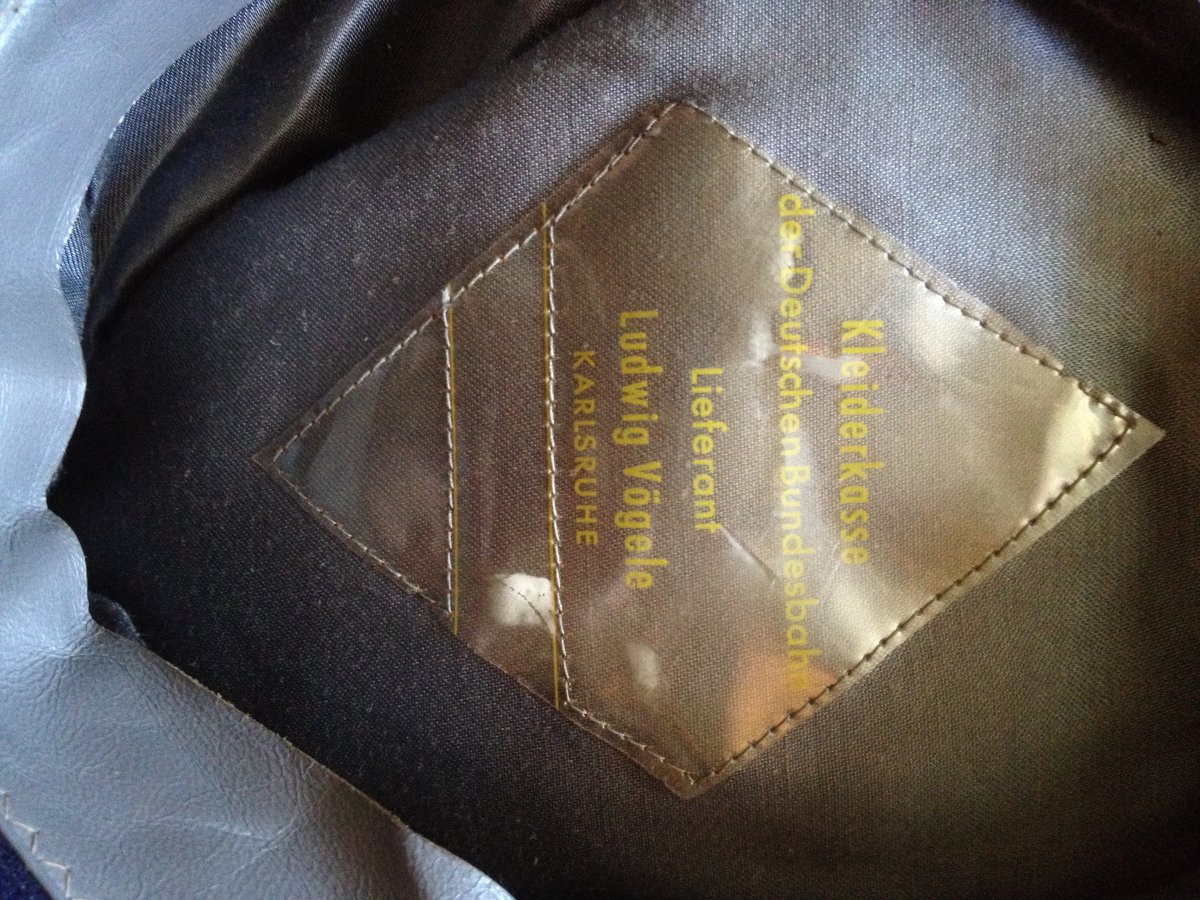 Kleiderkasse
der Deutschen Bundesbahn
Lieferant
Ludwig Vögele
KARLSRUHE